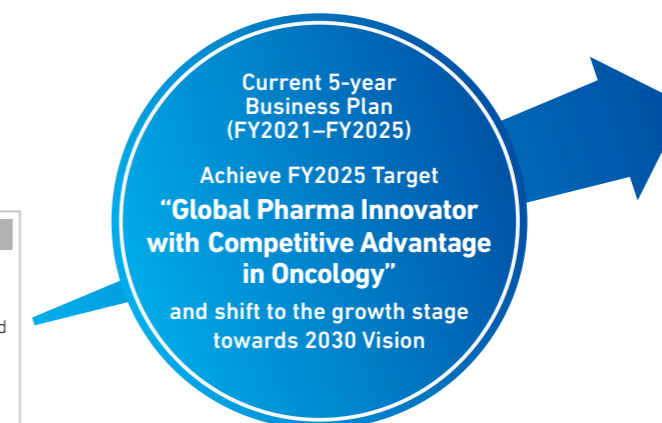 Current 5-year
Business Plan
(FY2021–FY2025)
Achieve FY2025 Target
“Global Pharma Innovator
with Competitive Advantage
in Oncology”
and shift to the growth stage
towards 2030 Vision